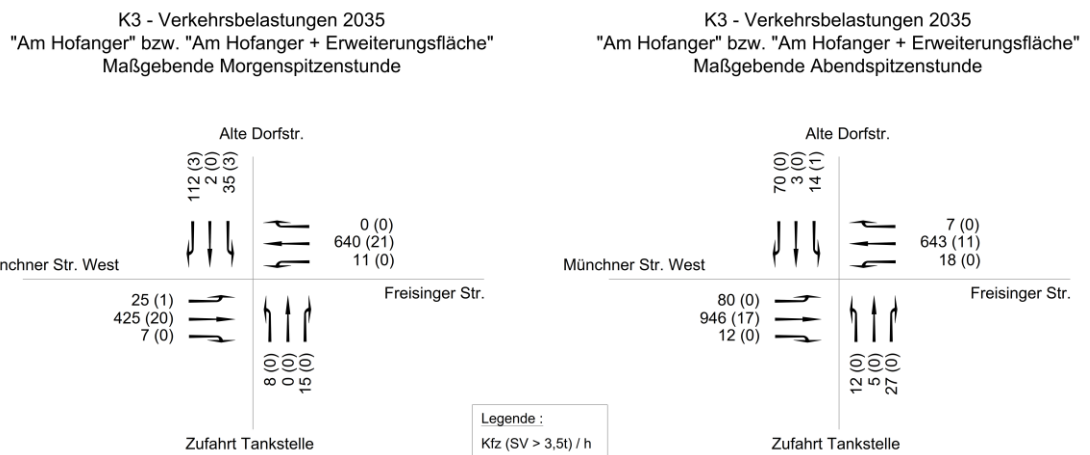 K3 - Verkehrsbelastungen 2035
"Am Hofanger" bzw. "Am Hofanger + Erweiterungsfläche"
Maßgebende Morgenspitzenstunde
Alte Dorfstr.
112 (3)
2 (0)
35 (3)
0 (0)
640 (21)
11 (0)
nchner Str. West
Freisinger Str.
25 (1)
425 (20)
7 (0)
8 (0)
0 (0)
15 (0)
Zufahrt Tankstelle
K3 - Verkehrsbelastungen 2035
"Am Hofanger" bzw. "Am Hofanger + Erweiterungsfläche"
Maßgebende Abendspitzenstunde
Alte Dorfstr.
70 (0)
3 (0)
14 (1)
7 (0)
643 (11)
18 (0)
Münchner Str. West
Freisinger Str.
80 (0)
946 (17)
12 (0)
12 (0)
5 (0)
27 (0)
Zufahrt Tankstelle
Legende :
Kfz (SV > 3,5t) / h